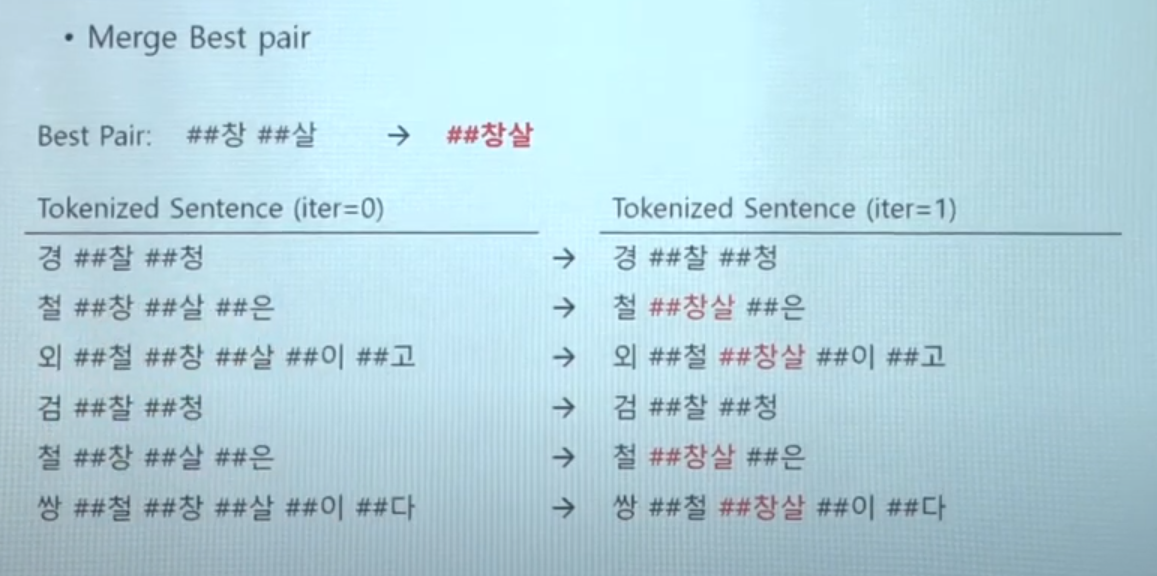 • Merge Best pair
Best Pair: ##창 ##살 → ##창살
Tokenized Sentence (iter=0) Tokenized Sentence (iter=1)
경 ##찰 ##청 → 경 ##찰 ##청
철 ##창 ##살 ##은 → 철 ##창살 ##은
외 ##철 ##창 ##살 ##이 ##고 → 외 ##철 ##창살 ##이 ##고
검 ##찰 ##청 → 검 ##찰 ##청
철 ##창 ##살 ##은 → 철 ##창살 ##은
쌍 ##철 ##창 ##살 ##이 ##다 → 쌍 ##철 ##창살 ##이 ##다